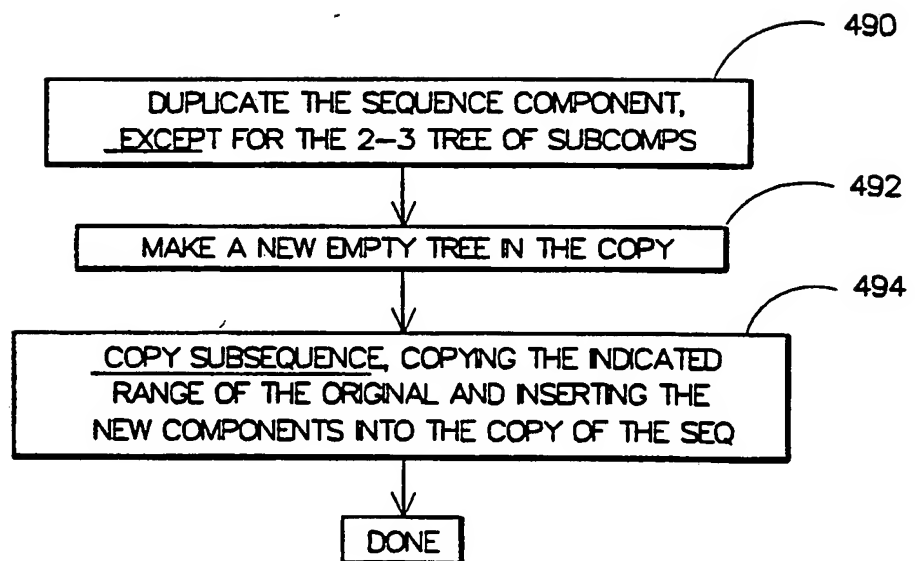 490
DUPLICATE THE SEQUENCE COMPONENT,
EXCEPT FOR THE 2-3 TREE OF SUBCOMPS
492
MAKE A NEW EMPTY TREE IN THE COPY
494
COPY SUBSEQUENCE, COPYING THE INDICATED
RANGE OF THE ORIGINAL AND INSERTING THE
NEW COMPONENTS INTO THE COPY OF THE SEQ
DONE